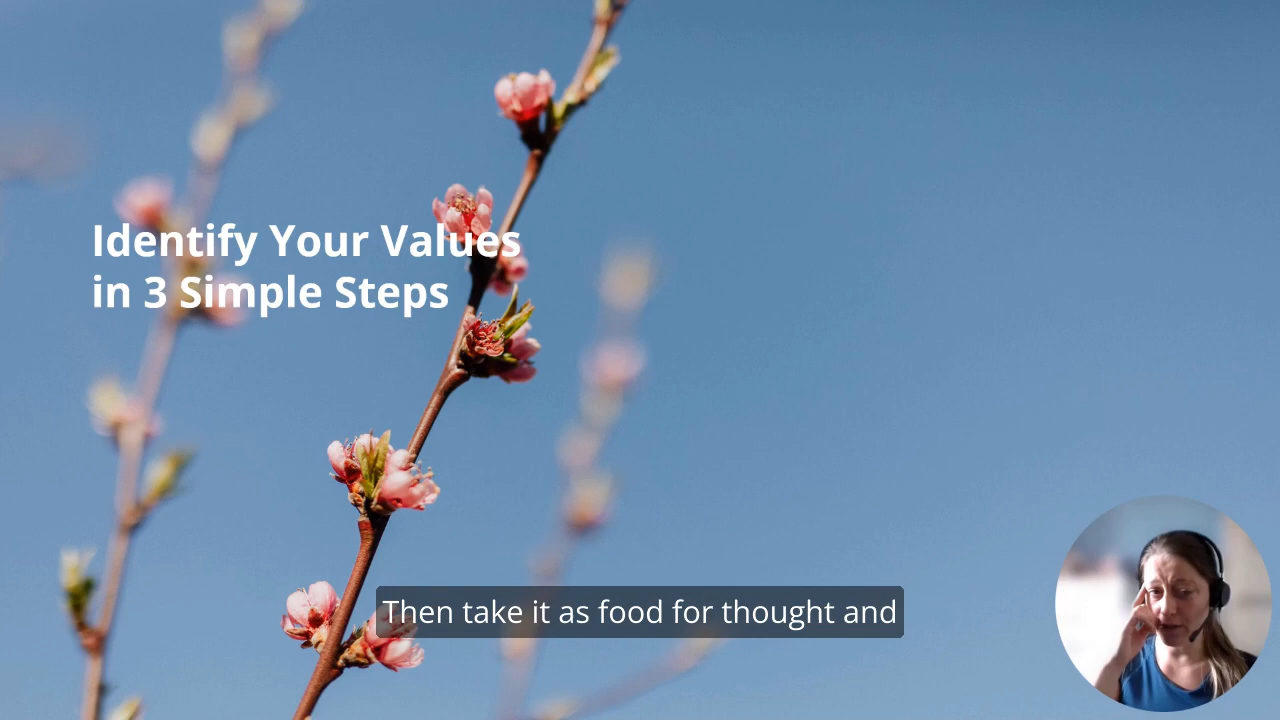 Identify Your Values
in 3 Simple Steps
Then take it as food for thought and